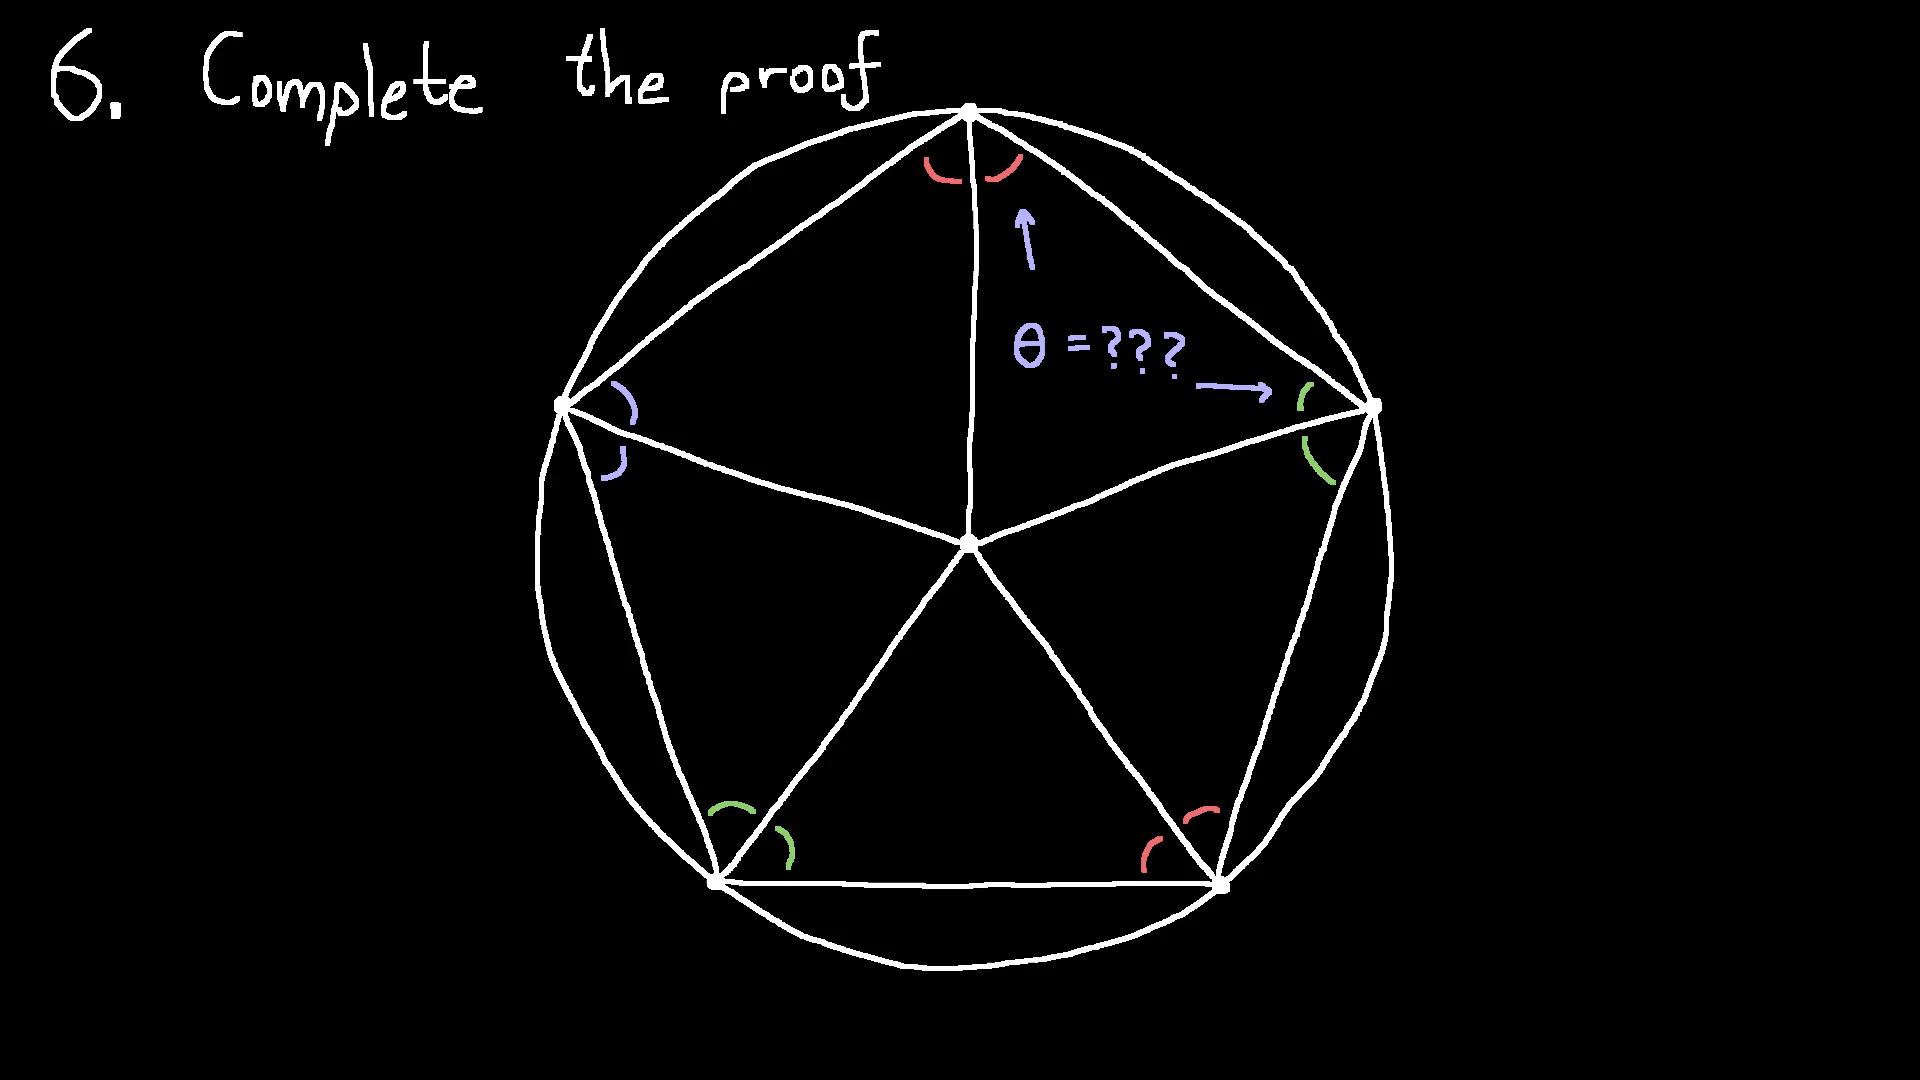 6. Complete the proof
θ = ???